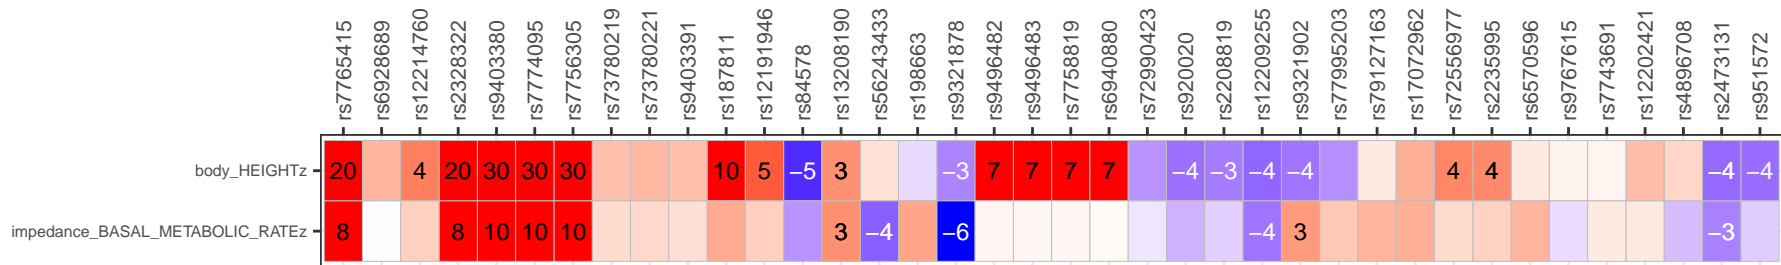 rs7765415 rs6928689 rs12214760 rs2328322 rs9403380 rs7774095 rs7756305 rs73780219 rs73780221 rs9403391 rs1878111 rs12191946 rs84578 rs13208190 rs56243433 rs198663 rs9321878 rs9496482 rs9496483 rs7758819 rs6940880 rs72990423 rs920020 rs2208819 rs12209255 rs9321902 rs77995203 rs79127163 rs17072962 rs72556977 rs2235995 rs6570596 rs9767615 rs7743691 rs12202421 rs4896708 rs2473131 rs951572
body_HEIGHTz 20 4 20 30 30 30 10 5 −5 3 −3 7 7 7 7 −4 −3 −4 −4 4 4 −4 −4
impedance_BASAL_METABOLIC_RATEz 8 8 10 10 10 3 −4 −6 −4 3 −3